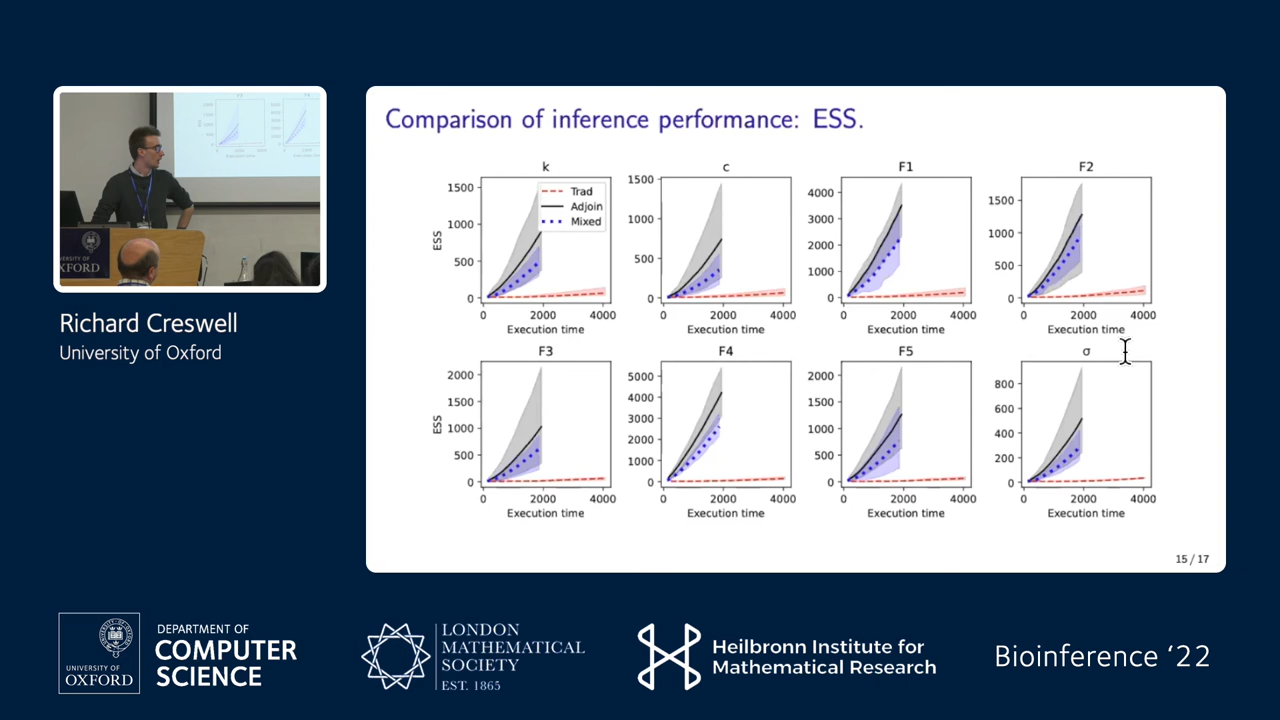 Comparison of inference performance: ESS.
k
c
F1
F2
1500
1000
500
0
ESS
Trad
Adjoin
Mixed
0 2000 4000
Execution time
1500
1000
500
0
0 2000 4000
Execution time
4000
3000
2000
1000
0
0 2000 4000
Execution time
1500
1000
500
0
0 2000 4000
Execution time
F3
F4
F5
σ
2000
1500
1000
500
0
ESS
0 2000 4000
Execution time
5000
4000
3000
2000
1000
0
0 2000 4000
Execution time
2000
1500
1000
500
0
0 2000 4000
Execution time
800
600
400
200
0
0 2000 4000
Execution time
15 / 17
OXFORD
Richard Creswell
University of Oxford
UNIVERSITY OF
OXFORD
DEPARTMENT OF
COMPUTER
SCIENCE
LONDON
MATHEMATICAL
SOCIETY
EST. 1865
Heilbronn Institute for
Mathematical Research
Bioinference ‘22